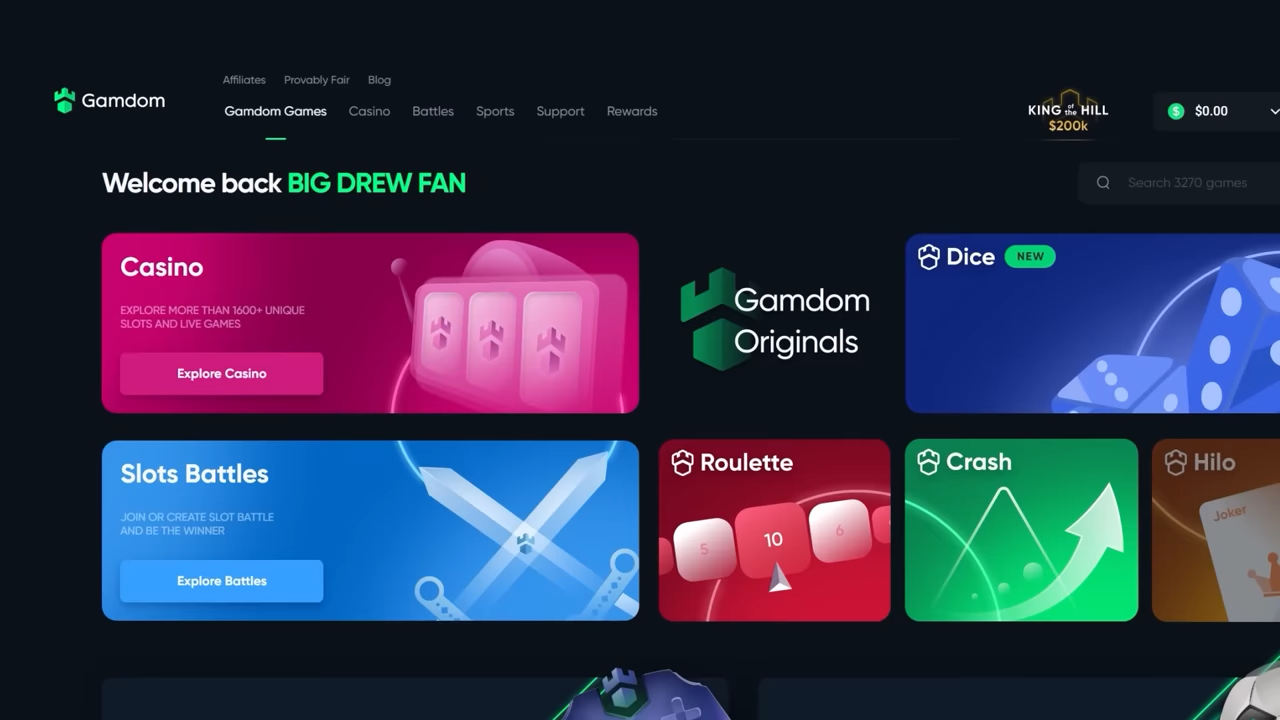 Affiliates Provably Fair Blog
Gamdom
Gamdom Games Casino Battles Sports Support Rewards
KING of the HILL
$200k
$ $0.00
Welcome back BIG DREW FAN
Search 3270 games
Casino
EXPLORE MORE THAN 1600+ UNIQUE
SLOTS AND LIVE GAMES
Explore Casino
Gamdom
Originals
Dice NEW
Slots Battles
JOIN OR CREATE SLOT BATTLE
AND BE THE WINNER
Explore Battles
Roulette
5 10 6
Crash
Hilo
Joker